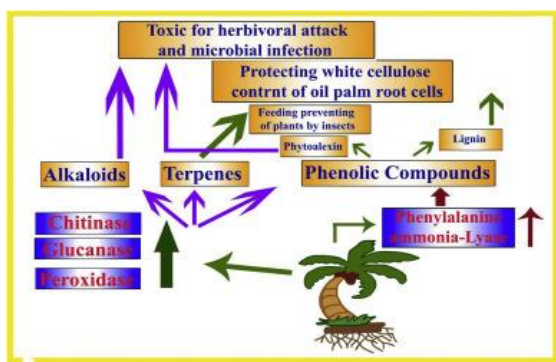 Toxic for herbivoral attack
and microbial infection
Protecting white cellulose
contrnt of oil palm root cells
Feeding preventing
of plants by insects
Phytoalexin
Lignin
Alkaloids
Terpenes
Phenolic Compounds
Chitinase
Glucanase
Peroxidase
Phenylalanine
ammonia-Lyase